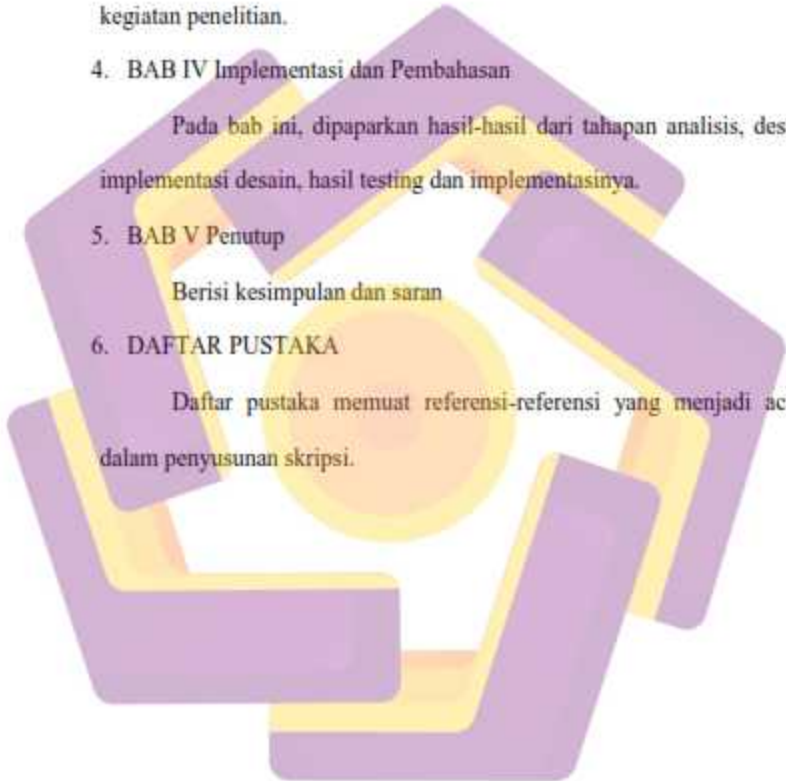 kegiatan penelitian.
4. BAB IV Implementasi dan Pembahasan
Pada bab ini, dipaparkan hasil-hasil dari tahapan analisis, des
implementasi desain, hasil testing dan implementasinya.
5. BAB V Penutup
Berisi kesimpulan dan saran
6. DAFTAR PUSTAKA
Daftar pustaka memuat referensi-referensi yang menjadi ac
dalam penyusunan skripsi.